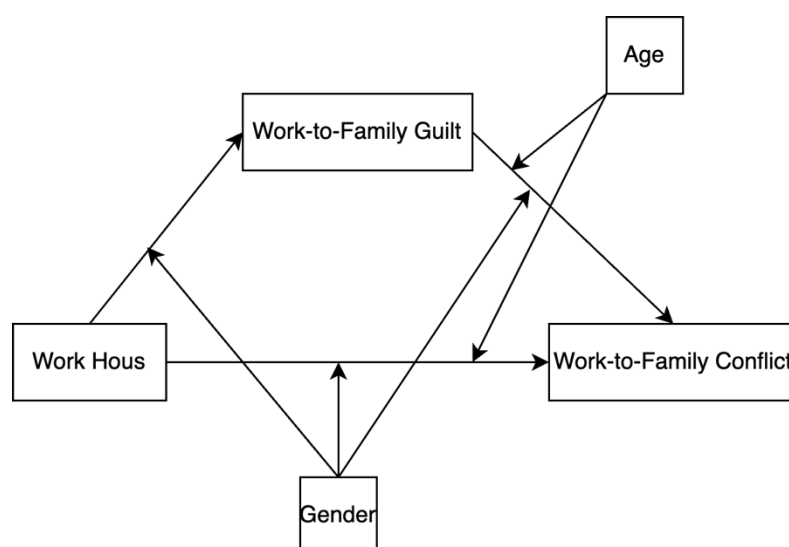 Age
Work-to-Family Guilt
Work Hous
Work-to-Family Conflict
Gender